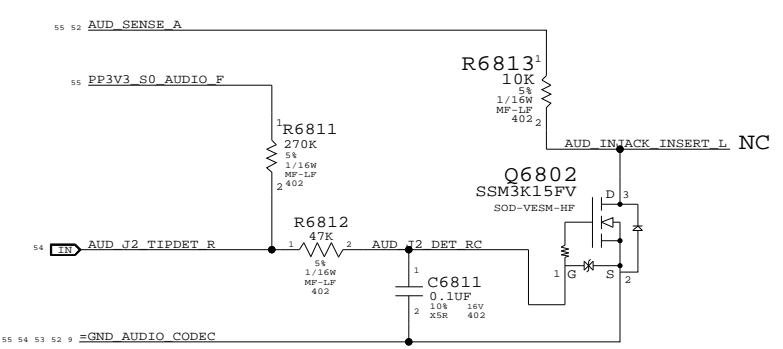 55 52 AUD_SENSE_A
R6813 1
10K
5%
1/16W
MF-LF
402 2
55 PP3V3_S0_AUDIO_F
1 R6811
270K
5%
1/16W
MF-LF
2 402
AUD_INJACK_INSERT_L NC
Q6802
SSM3K15FV
SOD-VESM-HF
D 3
R6812
47K
54 IN AUD_J2_TIPDET_R 1 2 AUD_J2_DET_RC
5%
1/16W
MF-LF
402
1 G S 2
1 C6811
0.1UF
10% 16V
2 X5R 402
55 54 53 52 9 =GND_AUDIO_CODEC